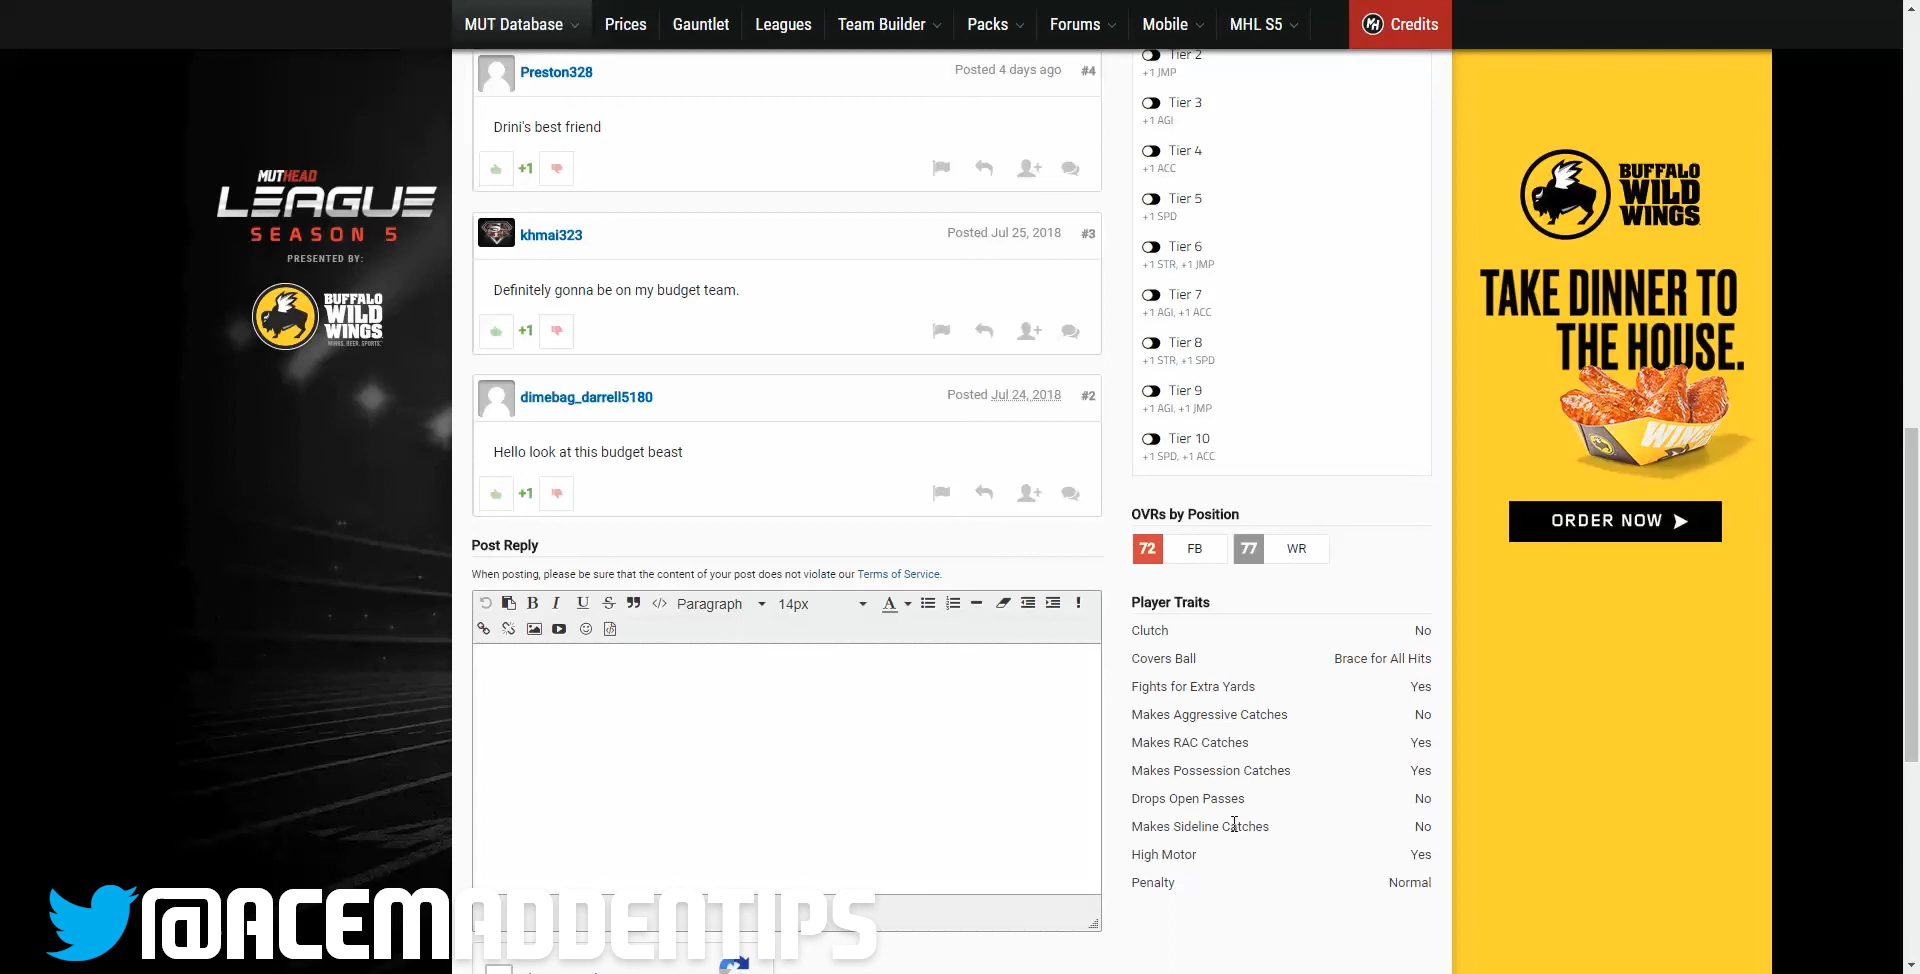 MUT Database
Prices
Gauntlet
Leagues
Team Builder
Packs
Forums
Mobile
MHL S5
Credits
MUTHEAD
LEAGUE
SEASON 5
PRESENTED BY:
BUFFALO
WILD
WINGS
WINGS. BEER. SPORTS.
Preston328
Posted 4 days ago
#4
Drini's best friend
+1
khmai323
Posted Jul 25, 2018
#3
Definitely gonna be on my budget team.
+1
dimebag_darrell5180
Posted Jul 24, 2018
#2
Hello look at this budget beast
+1
Post Reply
When posting, please be sure that the content of your post does not violate our Terms of Service.
Paragraph
14px
Tier 2
+1 JMP
Tier 3
+1 AGI
Tier 4
+1 ACC
Tier 5
+1 SPD
Tier 6
+1 STR, +1 JMP
Tier 7
+1 AGI, +1 ACC
Tier 8
+1 STR, +1 SPD
Tier 9
+1 AGI, +1 JMP
Tier 10
+1 SPD, +1 ACC
OVRs by Position
72 FB 77 WR
Player Traits
Clutch No
Covers Ball Brace for All Hits
Fights for Extra Yards Yes
Makes Aggressive Catches No
Makes RAC Catches Yes
Makes Possession Catches Yes
Drops Open Passes No
Makes Sideline Catches No
High Motor Yes
Penalty Normal
BUFFALO
WILD
WINGS
TAKE DINNER TO
THE HOUSE.
ORDER NOW
@ACEMADDENTIPS